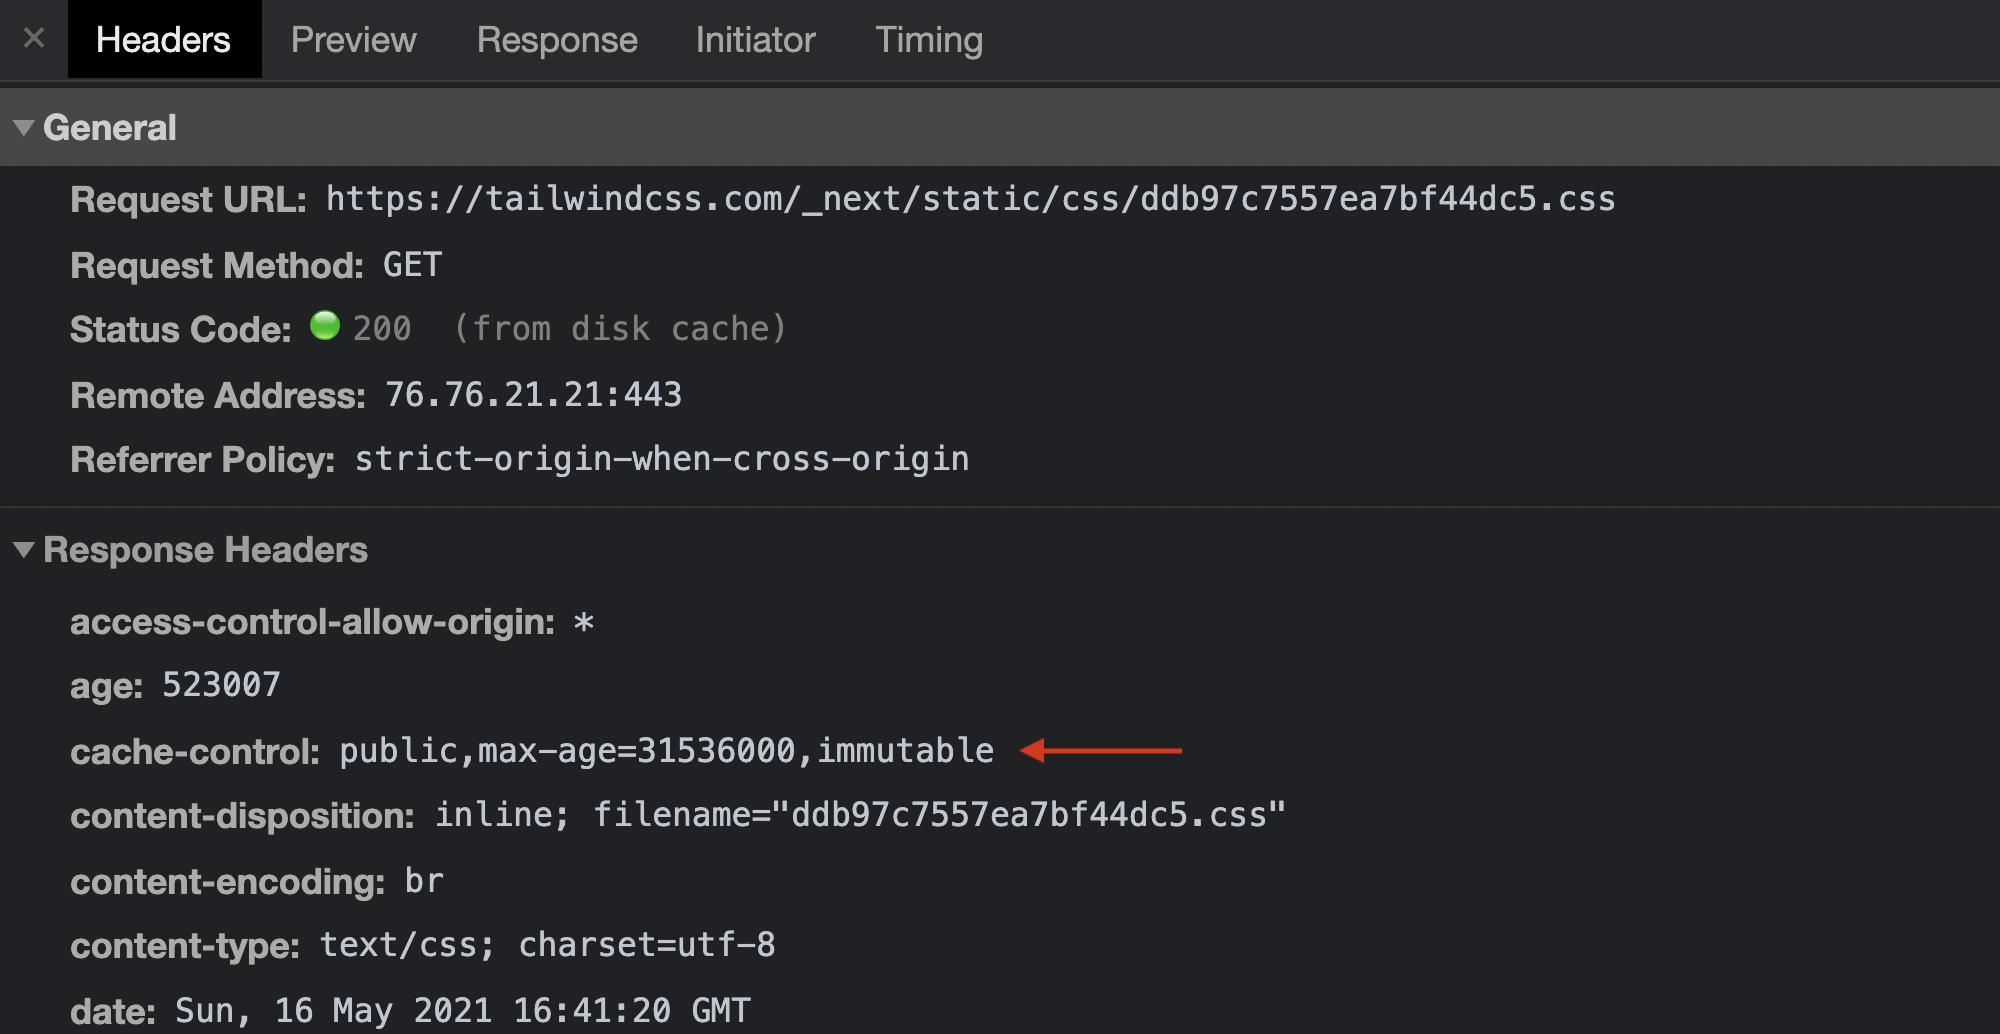 Headers Preview Response Initiator Timing
General
Request URL: https://tailwindcss.com/_next/static/css/ddb97c7557ea7bf44dc5.css
Request Method: GET
Status Code: 200 (from disk cache)
Remote Address: 76.76.21.21:443
Referrer Policy: strict-origin-when-cross-origin
Response Headers
access-control-allow-origin: *
age: 523007
cache-control: public,max-age=31536000,immutable
content-disposition: inline; filename="ddb97c7557ea7bf44dc5.css"
content-encoding: br
content-type: text/css; charset=utf-8
date: Sun, 16 May 2021 16:41:20 GMT